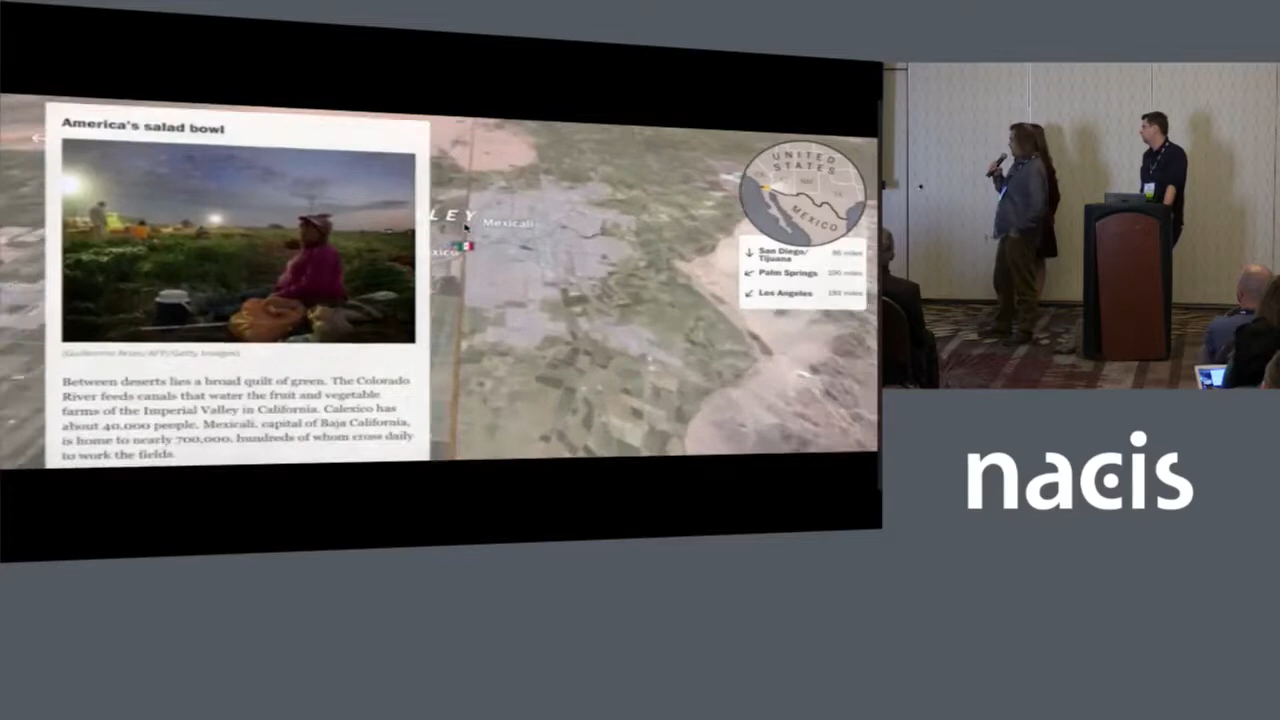 America's salad bowl
(Guillermo Arias/AFP/Getty Images)
Between deserts lies a broad quilt of green. The Colorado
River feeds canals that water the fruit and vegetable
farms of the Imperial Valley in California. Calexico has
about 40,000 people. Mexicali, capital of Baja California,
is home to nearly 700,000, hundreds of whom cross daily
to work the fields.
LEY
Mexicali
xico
UNITED
STATES
MEXICO
San Diego/
Tijuana
Palm Springs
Los Angeles
nacis